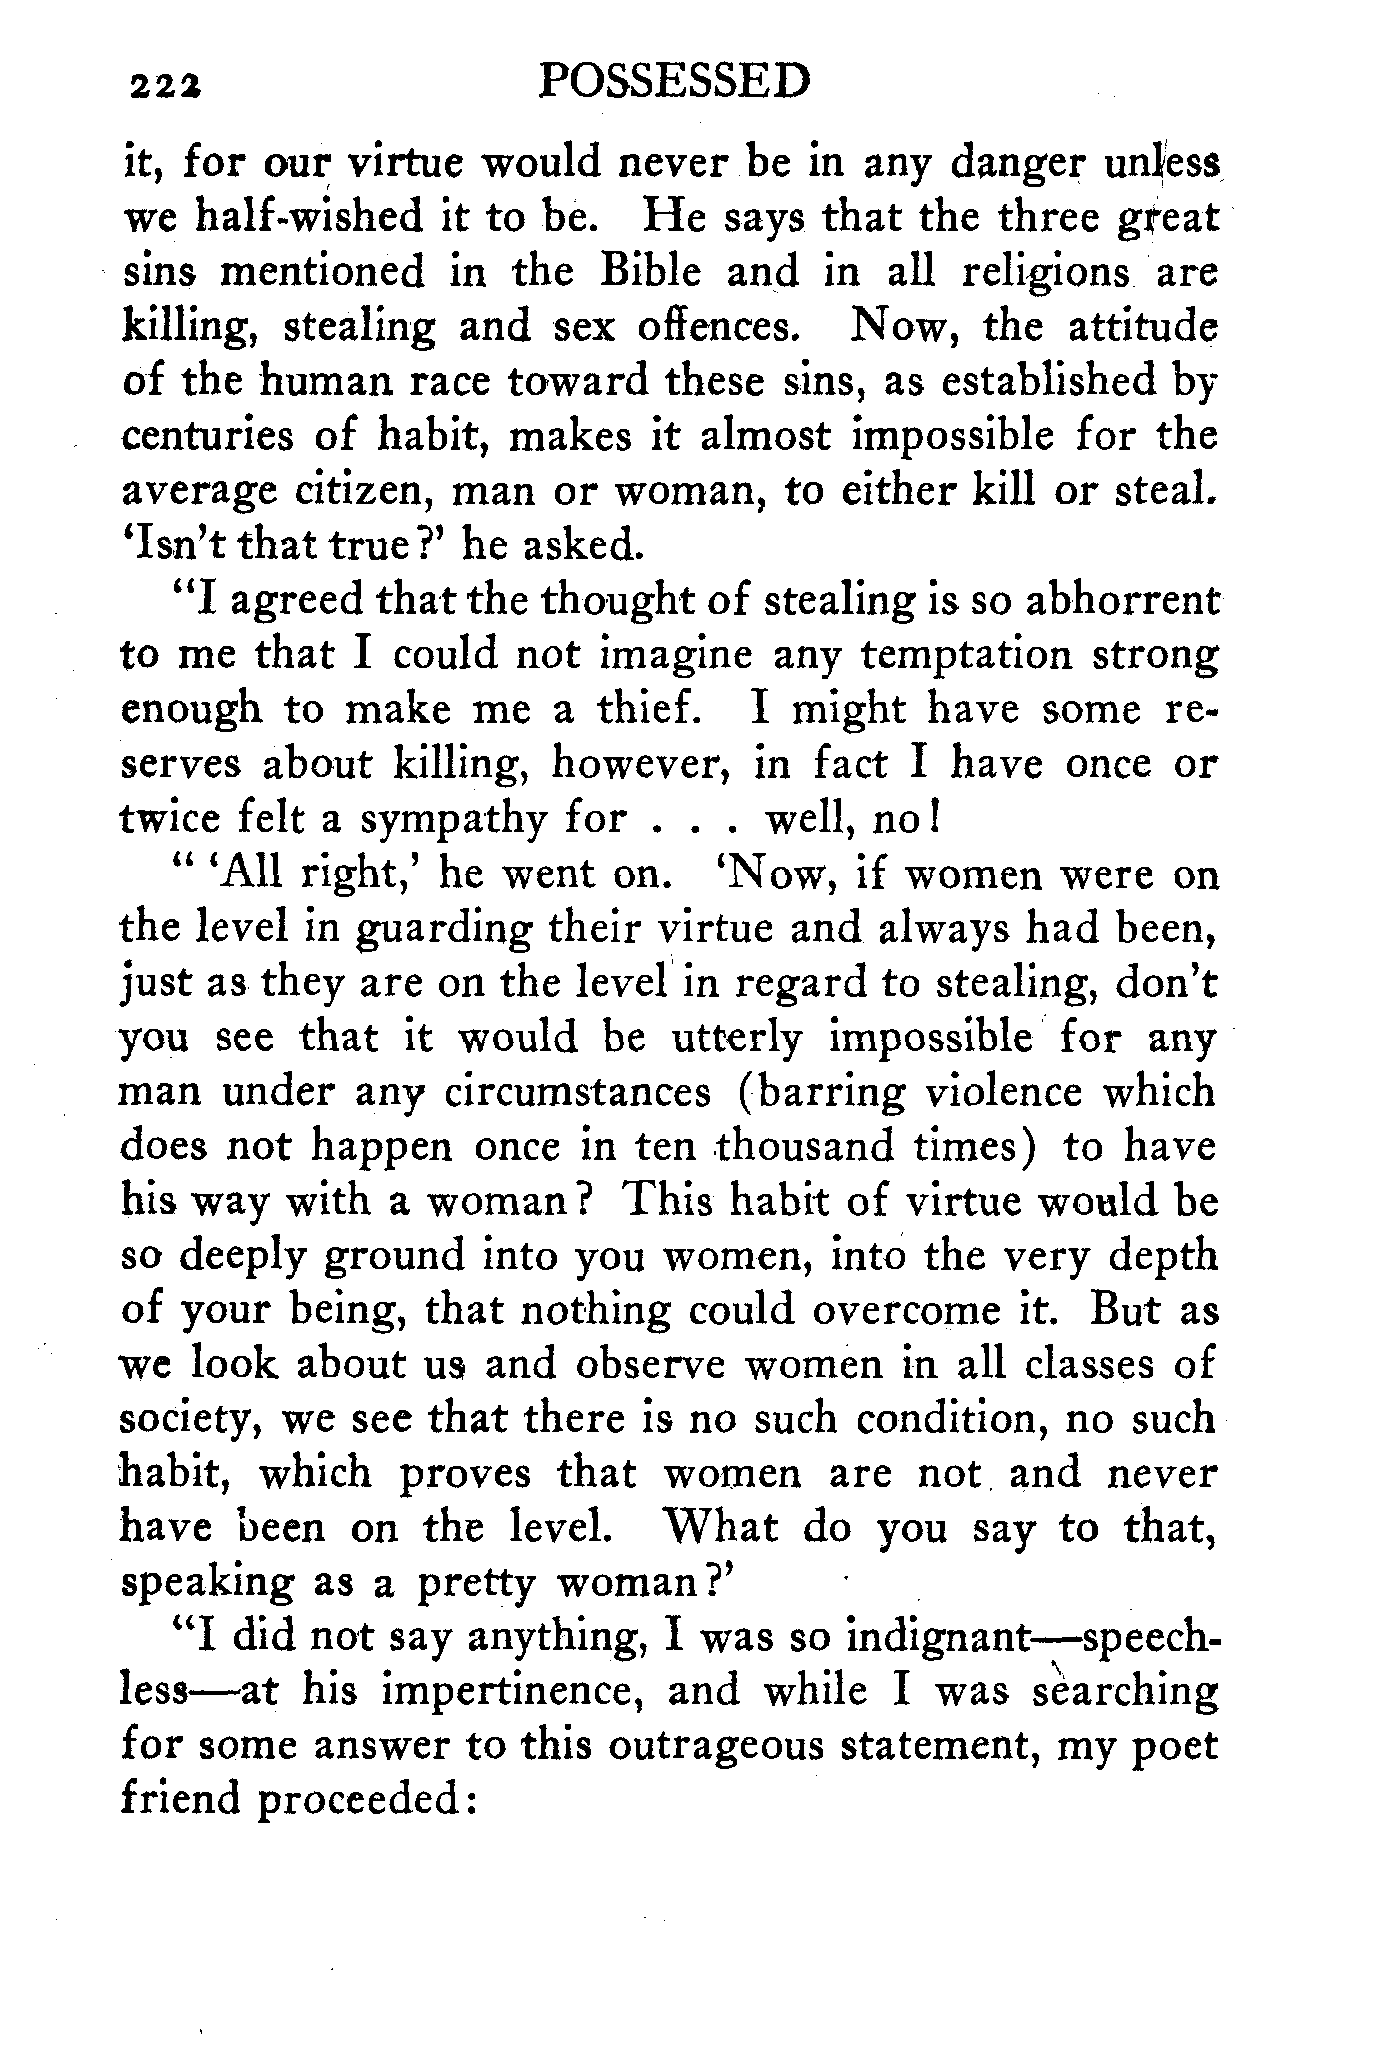 222 POSSESSED
it, for our virtue would never be in any danger unless
we half-wished it to be. He says that the three great
sins mentioned in the Bible and in all religions are
killing, stealing and sex offences. Now, the attitude
of the human race toward these sins, as established by
centuries of habit, makes it almost impossible for the
average citizen, man or woman, to either kill or steal.
‘Isn’t that true?’ he asked.
“I agreed that the thought of stealing is so abhorrent
to me that I could not imagine any temptation strong
enough to make me a thief. I might have some re-
serves about killing, however, in fact I have once or
twice felt a sympathy for . . . well, no!
“ ‘All right,’ he went on. ‘Now, if women were on
the level in guarding their virtue and always had been,
just as they are on the level in regard to stealing, don’t
you see that it would be utterly impossible for any
man under any circumstances (barring violence which
does not happen once in ten thousand times) to have
his way with a woman? This habit of virtue would be
so deeply ground into you women, into the very depth
of your being, that nothing could overcome it. But as
we look about us and observe women in all classes of
society, we see that there is no such condition, no such
habit, which proves that women are not and never
have been on the level. What do you say to that,
speaking as a pretty woman?’
“I did not say anything, I was so indignant—speech-
less—at his impertinence, and while I was searching
for some answer to this outrageous statement, my poet
friend proceeded: